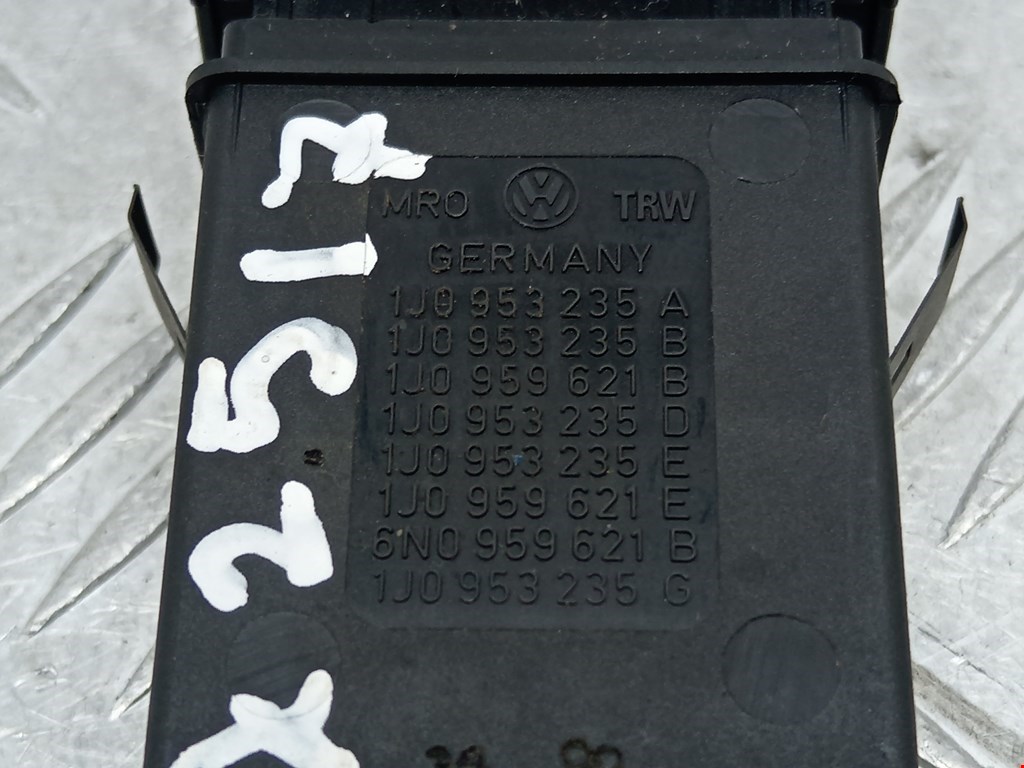 MRO VW TRW
GERMANY
1J0 953 235 A
1J0 953 235 B
1J0 959 621 B
1J0 953 235 D
1J0 953 235 E
1J0 959 621 E
6N0 959 621 B
1J0 953 235 G